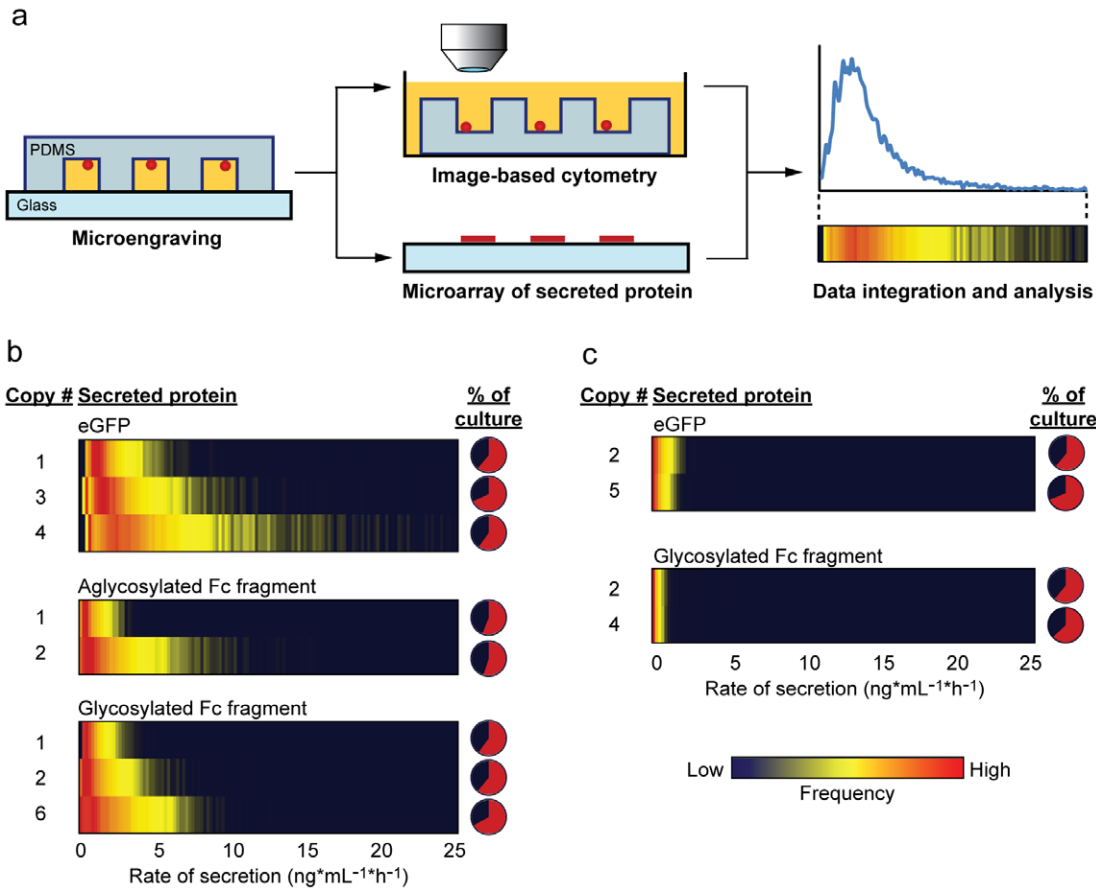 a
PDMS
Glass
Microengraving
Image-based cytometry
Microarray of secreted protein
Data integration and analysis
b
Copy # Secreted protein % of culture
eGFP
1
3
4
Aglycosylated Fc fragment
1
2
Glycosylated Fc fragment
1
2
6
0 5 10 15 20 25
Rate of secretion (ng*mL⁻¹*h⁻¹)
c
Copy # Secreted protein % of culture
eGFP
2
5
Glycosylated Fc fragment
2
4
0 5 10 15 20 25
Rate of secretion (ng*mL⁻¹*h⁻¹)
Low High
Frequency